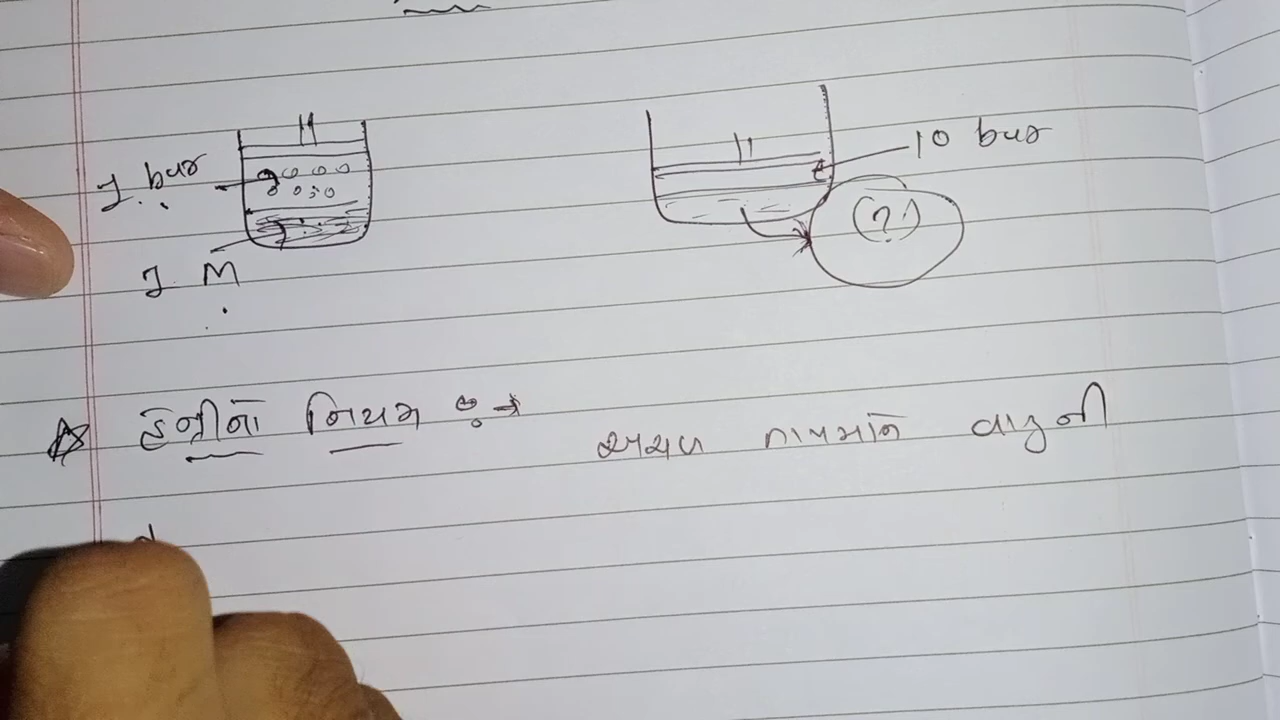 1 bar
10 bar
(?)
1 M
હેન્રીનો નિયમ :→ અચળ તાપમાને વાયુની